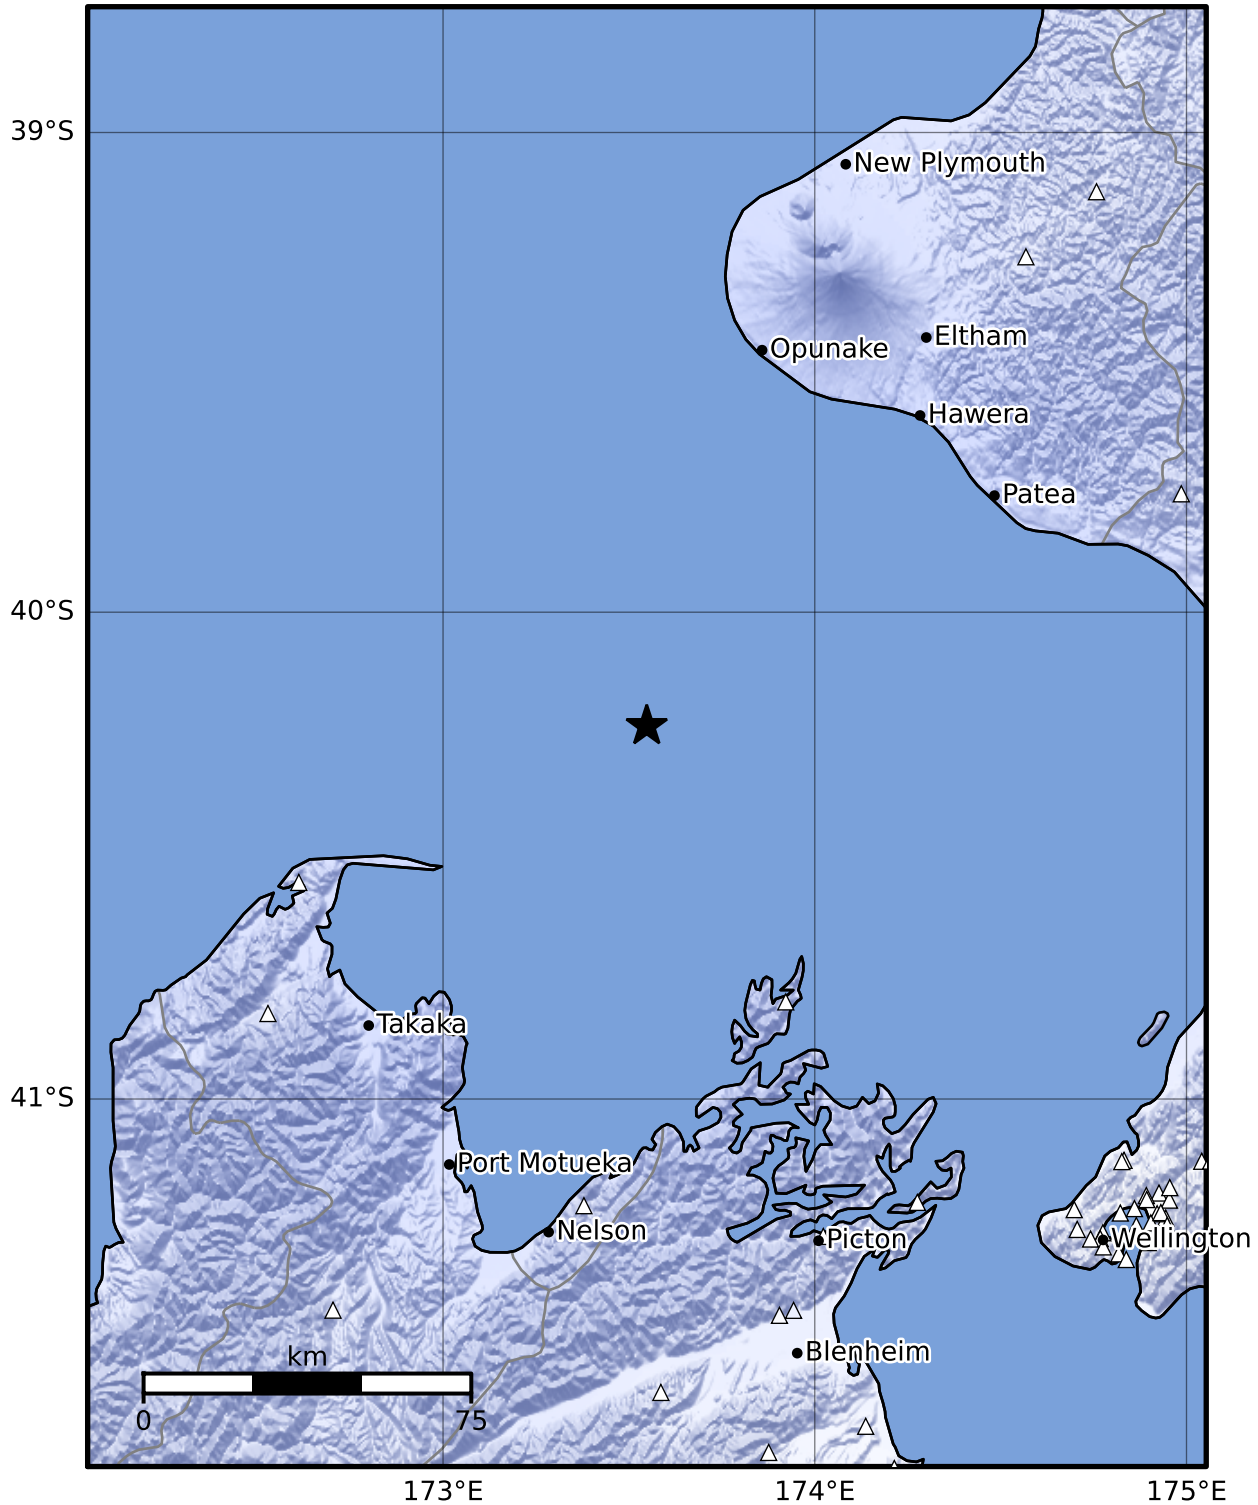 39°S
New Plymouth
Eltham
Opunake
Hawera
Patea
40°S
Takaka
41°S
Port Motueka
Nelson
Picton
Wellington
Blenheim
km
0
75
173°E
174°E
175°E